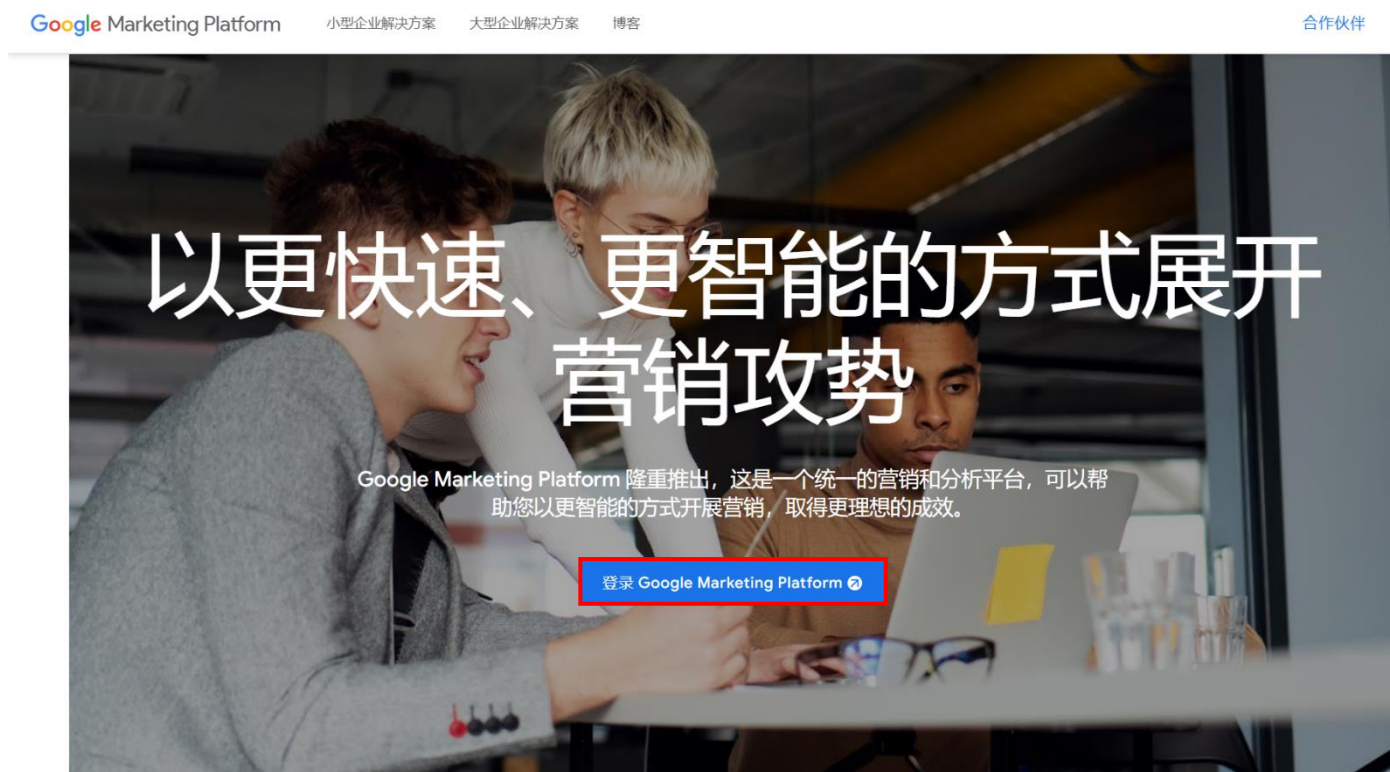 Google Marketing Platform 小型企业解决方案 大型企业解决方案 博客 合作伙伴
以更快速、更智能的方式展开
营销攻势
Google Marketing Platform 隆重推出，这是一个统一的营销和分析平台，可以帮
助您以更智能的方式开展营销，取得更理想的成效。
登录 Google Marketing Platform